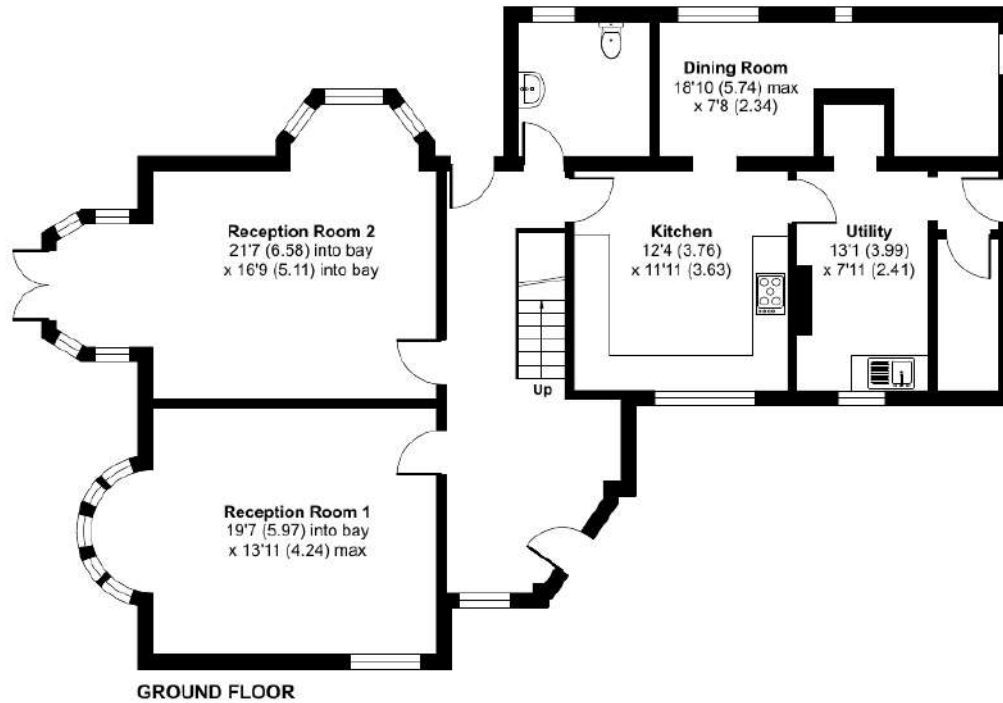 Dining Room
18'10 (5.74) max
x 7'8 (2.34)
Reception Room 2
21'7 (6.58) into bay
x 16'9 (5.11) into bay
Kitchen
12'4 (3.76)
x 11'11 (3.63)
Utility
13'1 (3.99)
x 7'11 (2.41)
Up
Reception Room 1
19'7 (5.97) into bay
x 13'11 (4.24) max
GROUND FLOOR